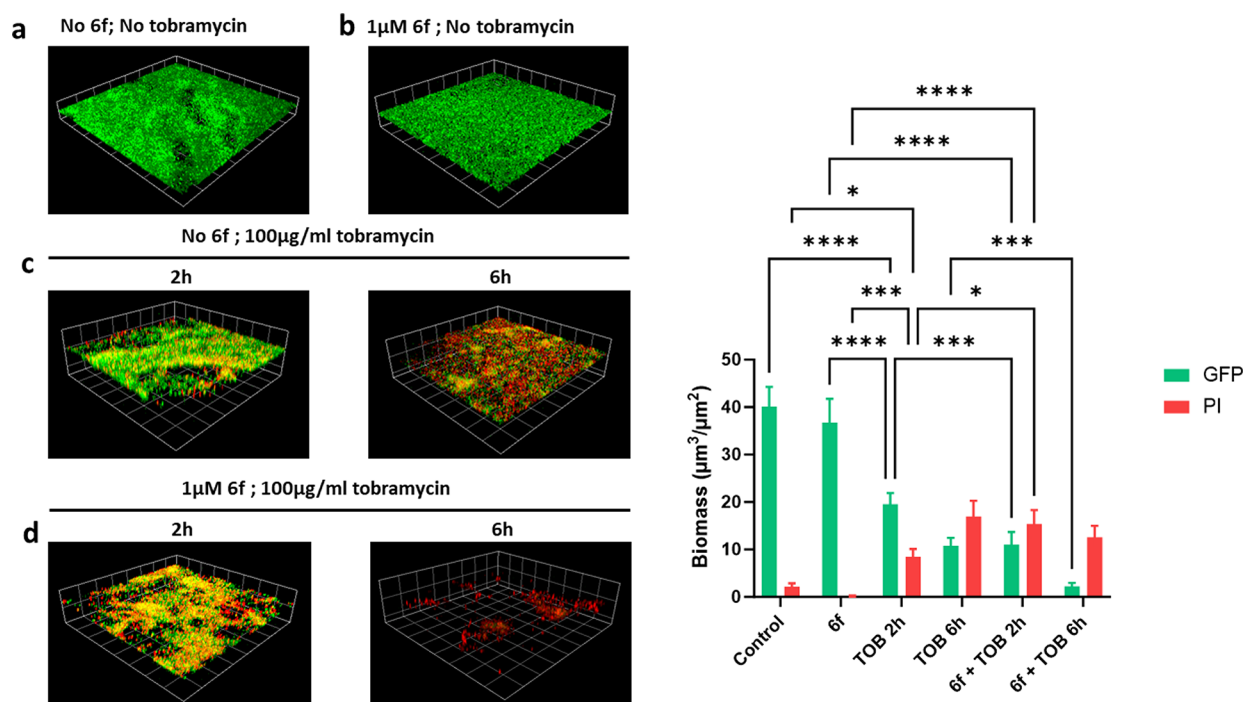 a
No 6f; No tobramycin
b
1µM 6f ; No tobramycin
No 6f ; 100µg/ml tobramycin
c
2h
6h
1µM 6f ; 100µg/ml tobramycin
d
2h
6h
****
****
*
****
***
***
*
****
***
50
40
30
20
10
0
Biomass (µm³/µm²)
Control
6f
TOB 2h
TOB 6h
6f + TOB 2h
6f + TOB 6h
GFP
PI